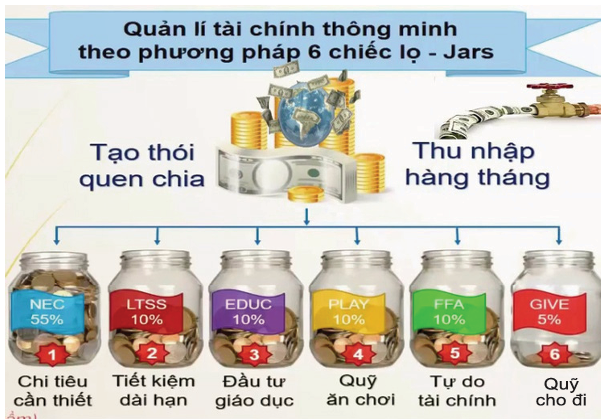 Quản lí tài chính thông minh
theo phương pháp 6 chiếc lọ - Jars
Tạo thói
quen chia
Thu nhập
hàng tháng
NEC
55%
1
Chi tiêu
cần thiết
LTSS
10%
2
Tiết kiệm
dài hạn
EDUC
10%
3
Đầu tư
giáo dục
PLAY
10%
4
Quỹ
ăn chơi
FFA
10%
5
Tự do
tài chính
GIVE
5%
6
Quỹ
cho đi